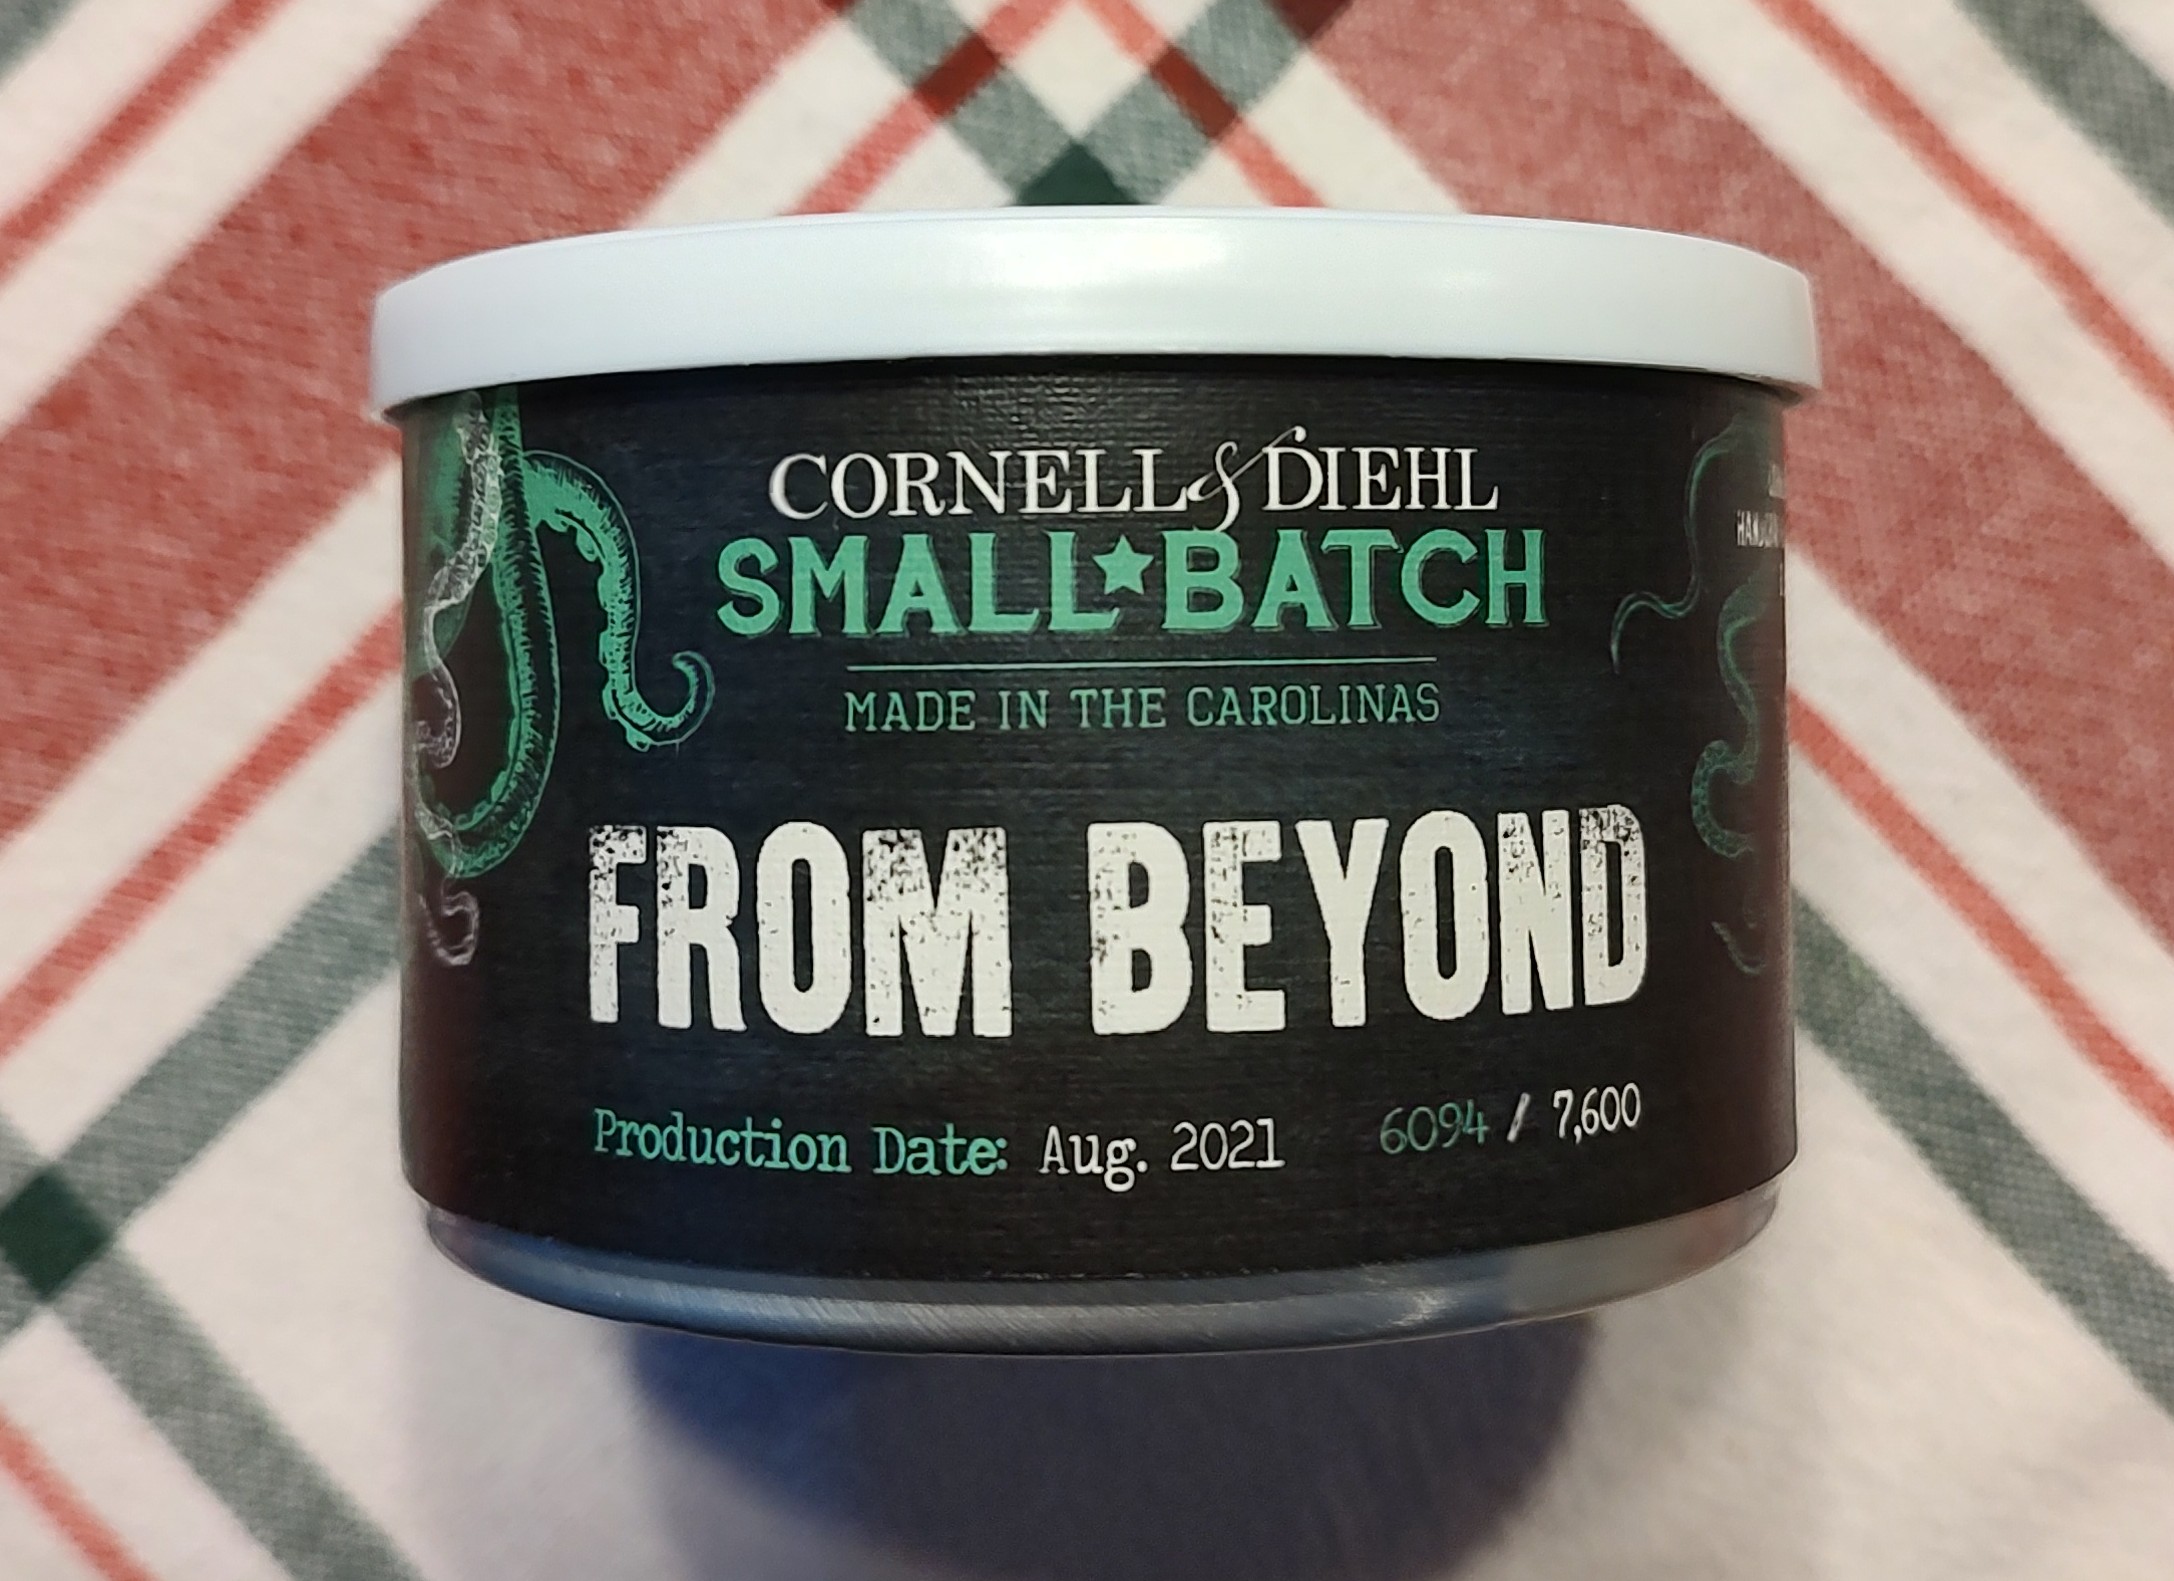 CORNELL & DIEHL
SMALL★BATCH
MADE IN THE CAROLINAS
FROM BEYOND
Production Date: Aug. 2021 6094 / 7,600